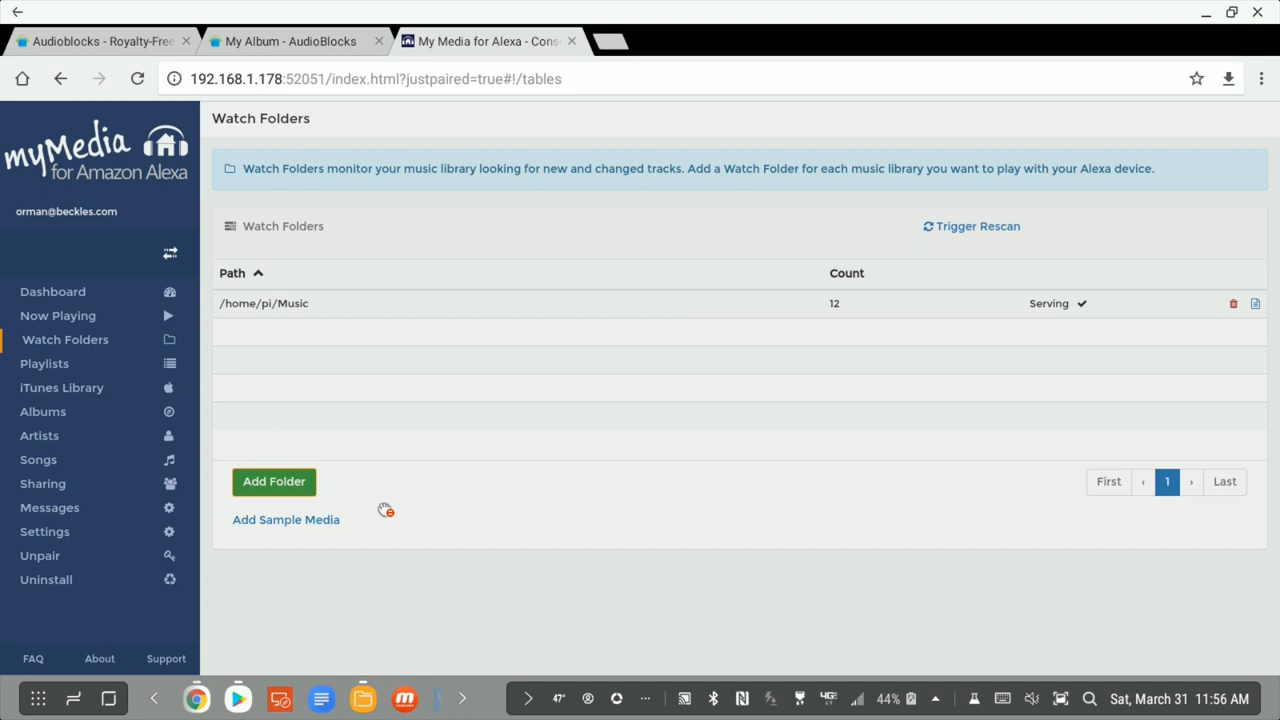 Audioblocks - Royalty-Free
My Album - AudioBlocks
My Media for Alexa - Cons
192.168.1.178:52051/index.html?justpaired=true#!/tables
myMedia
for Amazon Alexa
orman@beckles.com
Dashboard
Now Playing
Watch Folders
Playlists
iTunes Library
Albums
Artists
Songs
Sharing
Messages
Settings
Unpair
Uninstall
FAQ About Support
Watch Folders
Watch Folders monitor your music library looking for new and changed tracks. Add a Watch Folder for each music library you want to play with your Alexa device.
Watch Folders Trigger Rescan
Path Count
/home/pi/Music 12 Serving
Add Folder
First ‹ 1 › Last
Add Sample Media
47° 4G 44% Sat, March 31 11:56 AM